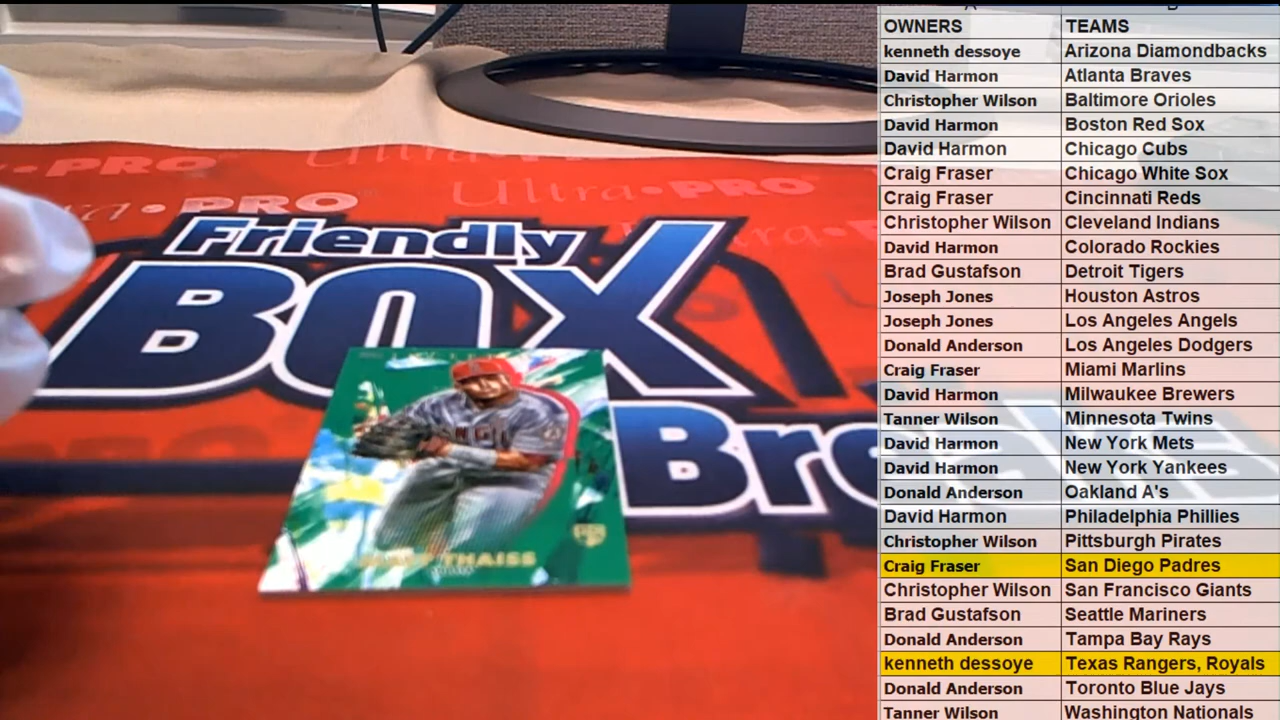 OWNERS TEAMS
kenneth dessoye Arizona Diamondbacks
David Harmon Atlanta Braves
Christopher Wilson Baltimore Orioles
David Harmon Boston Red Sox
David Harmon Chicago Cubs
Craig Fraser Chicago White Sox
Craig Fraser Cincinnati Reds
Christopher Wilson Cleveland Indians
David Harmon Colorado Rockies
Brad Gustafson Detroit Tigers
Joseph Jones Houston Astros
Joseph Jones Los Angeles Angels
Donald Anderson Los Angeles Dodgers
Craig Fraser Miami Marlins
David Harmon Milwaukee Brewers
Tanner Wilson Minnesota Twins
David Harmon New York Mets
David Harmon New York Yankees
Donald Anderson Oakland A's
David Harmon Philadelphia Phillies
Christopher Wilson Pittsburgh Pirates
Craig Fraser San Diego Padres
Christopher Wilson San Francisco Giants
Brad Gustafson Seattle Mariners
Donald Anderson Tampa Bay Rays
kenneth dessoye Texas Rangers, Royals
Donald Anderson Toronto Blue Jays
Tanner Wilson Washington Nationals
PRO Ultra
PRO Ultra PRO
Friendly
BOX
Bre
THAISS